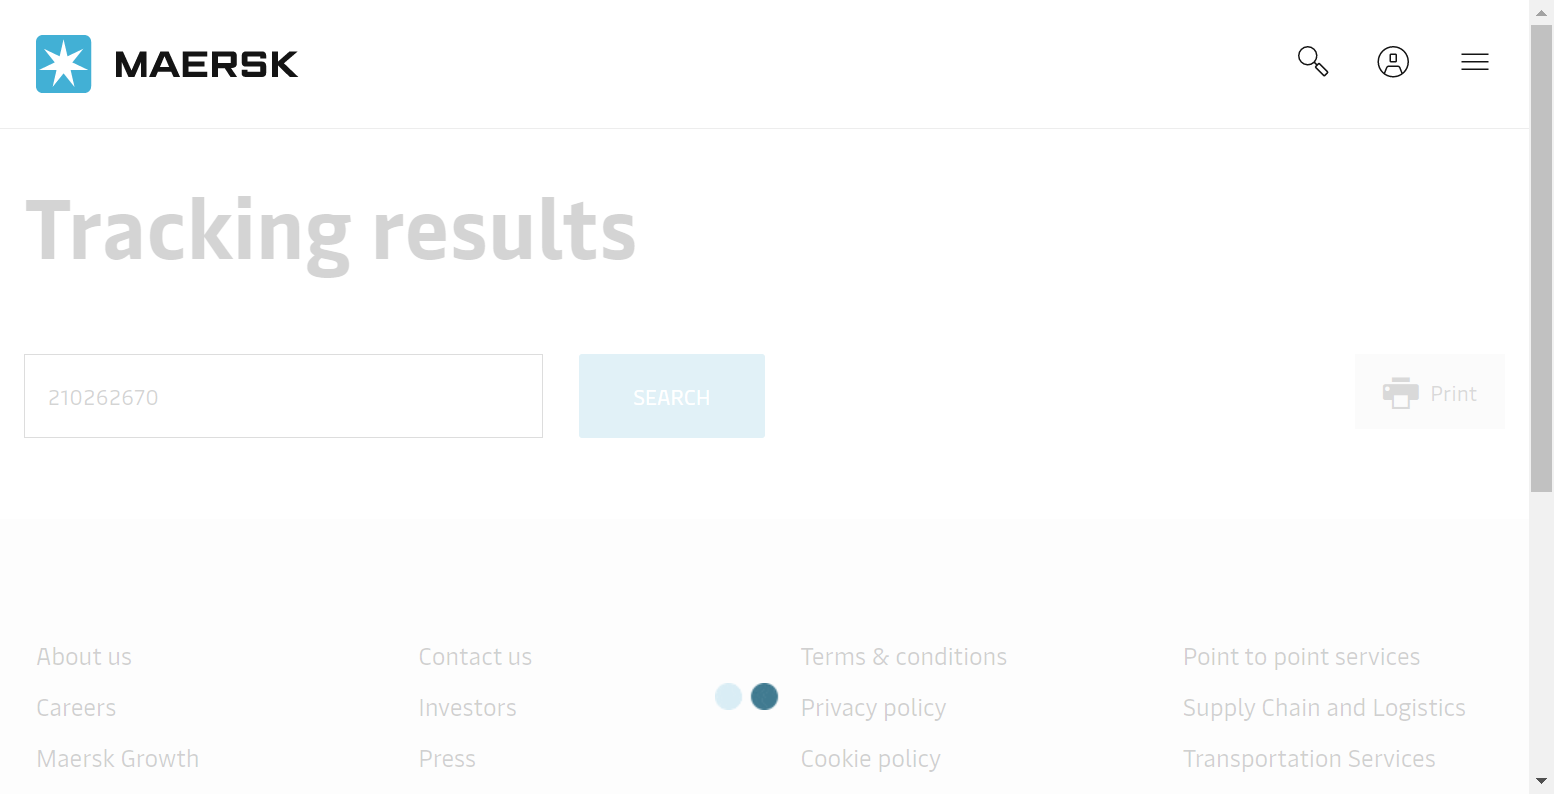 MAERSK
Tracking results
210262670
SEARCH
Print
About us
Contact us
Terms & conditions
Point to point services
Careers
Investors
Privacy policy
Supply Chain and Logistics
Maersk Growth
Press
Cookie policy
Transportation Services